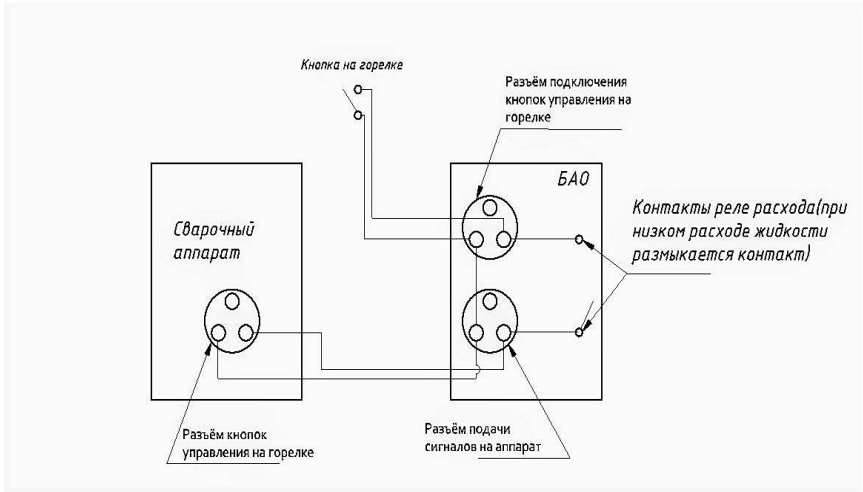 Кнопка на горелке
Разъём подключения
кнопок управления на
горелке
БАО
Сварочный
аппарат
Контакты реле расхода(при
низком расходе жидкости
размыкается контакт)
Разъём кнопок
управления на горелке
Разъём подачи
сигналов на аппарат